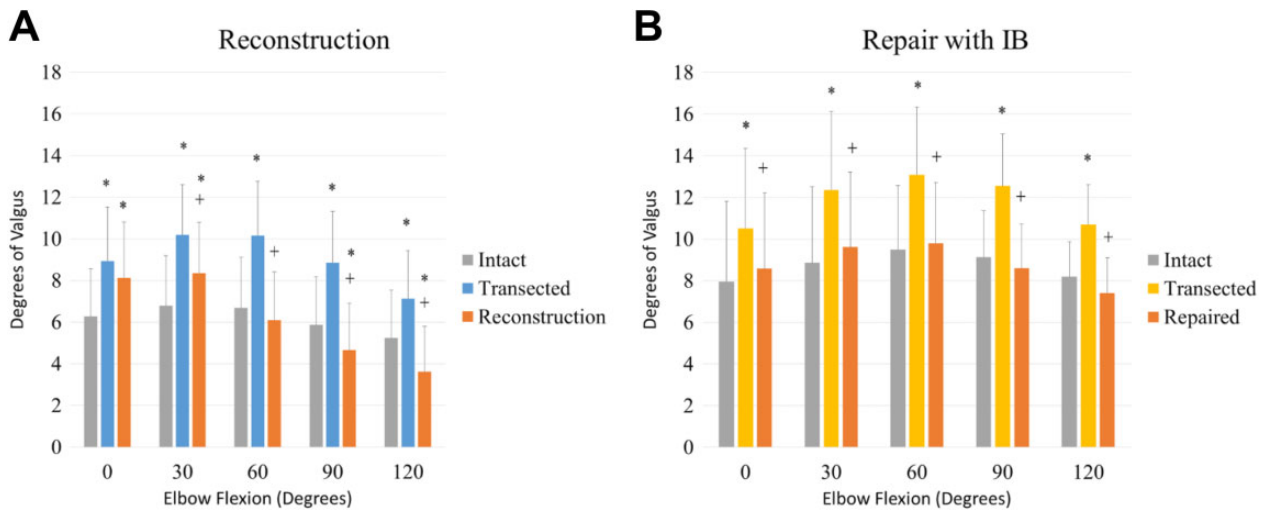 A
Reconstruction
Degrees of Valgus
18
16
14
12
10
8
6
4
2
0
* * * + * * + * * + * * +
0 30 60 90 120
Elbow Flexion (Degrees)
Intact
Transected
Reconstruction
B
Repair with IB
Degrees of Valgus
18
16
14
12
10
8
6
4
2
0
* + * + * + * + * +
0 30 60 90 120
Elbow Flexion (Degrees)
Intact
Transected
Repaired